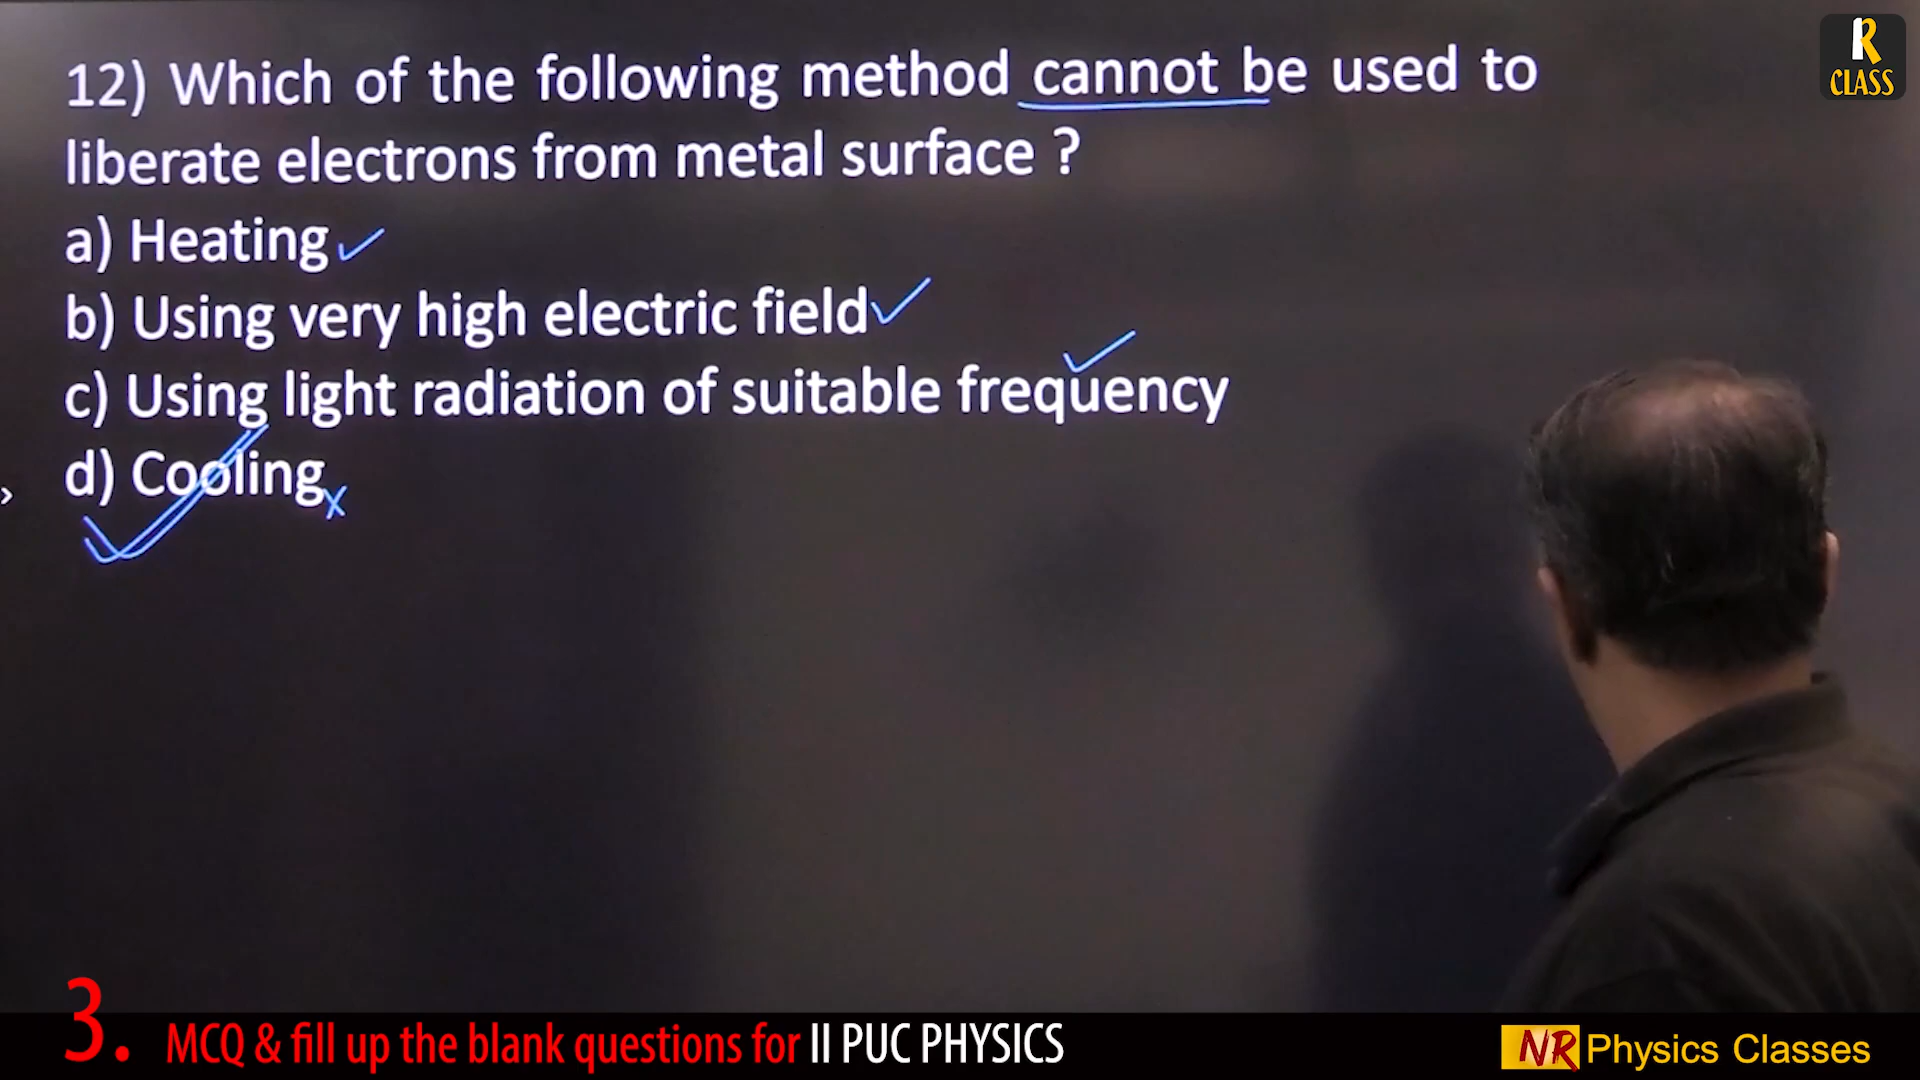 R
CLASS
12) Which of the following method cannot be used to
liberate electrons from metal surface ?
a) Heating
b) Using very high electric field
c) Using light radiation of suitable frequency
d) Cooling x
3. MCQ & fill up the blank questions for II PUC PHYSICS
NR Physics Classes